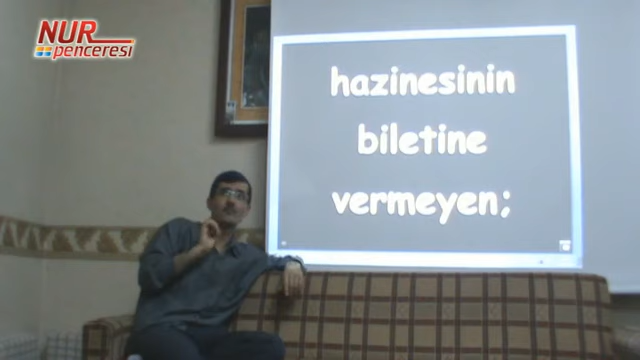 NUR
penceresi
hazinesinin
biletine
vermeyen;